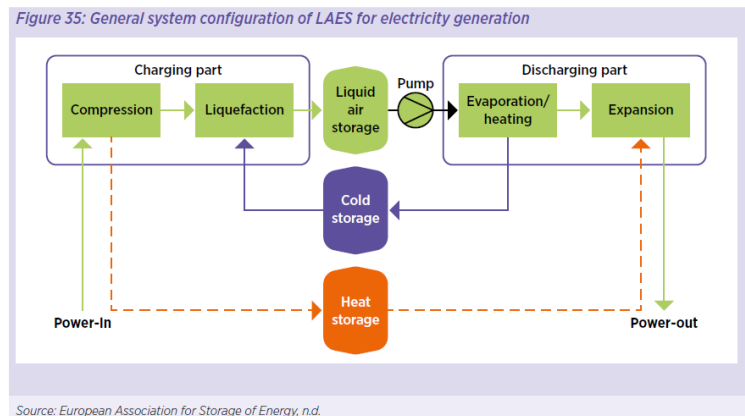 Figure 35: General system configuration of LAES for electricity generation
Charging part
Discharging part
Compression
Liquefaction
Liquid
air
storage
Pump
Evaporation/
heating
Expansion
Cold
storage
Heat
storage
Power-In
Power-out
Source: European Association for Storage of Energy, n.d.